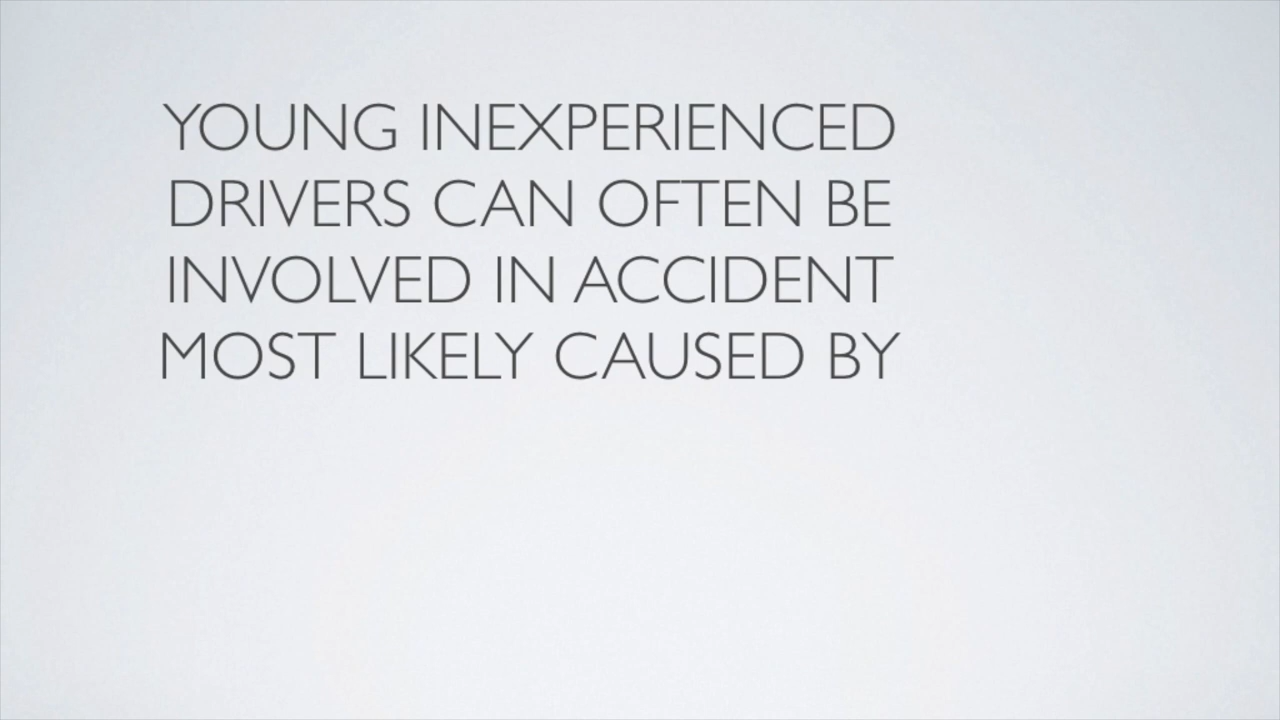 YOUNG INEXPERIENCED
DRIVERS CAN OFTEN BE
INVOLVED IN ACCIDENT
MOST LIKELY CAUSED BY